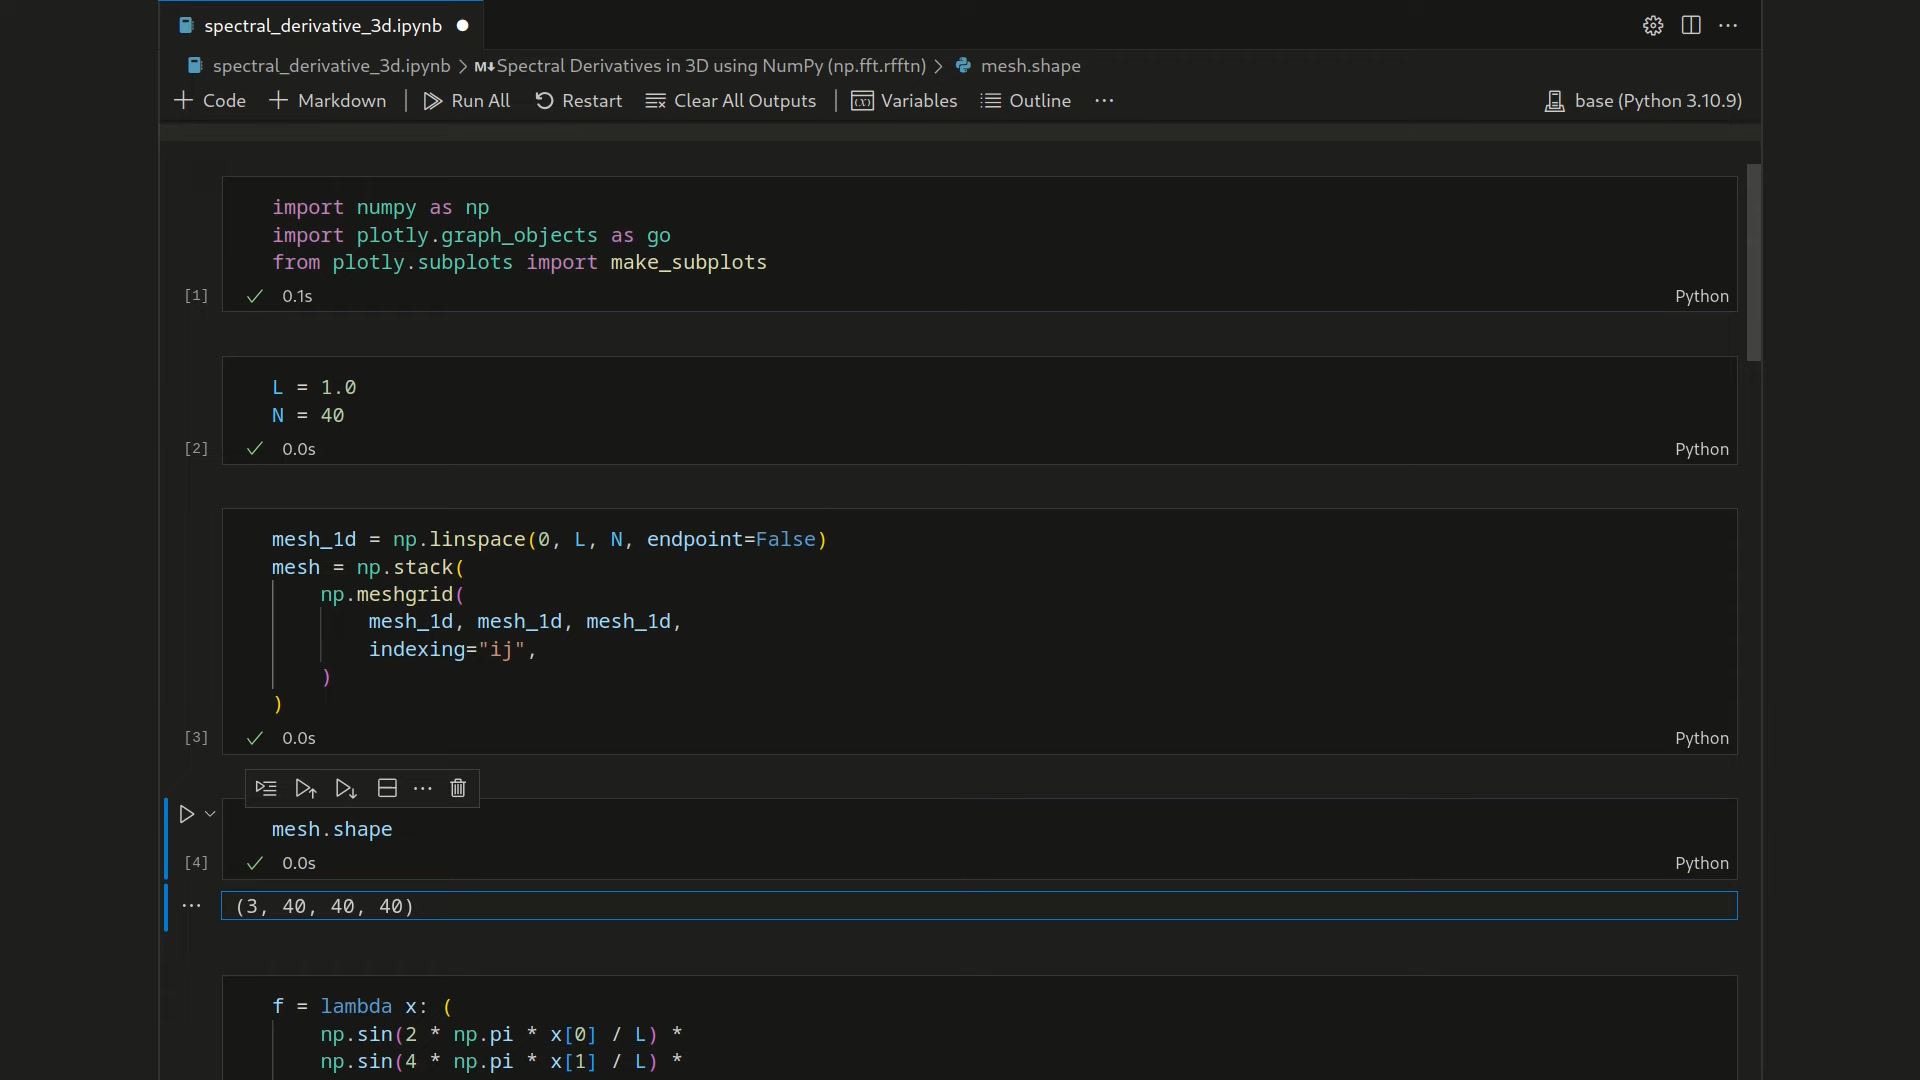 spectral_derivative_3d.ipynb
spectral_derivative_3d.ipynb > M↓Spectral Derivatives in 3D using NumPy (np.fft.rfftn) > mesh.shape
+ Code + Markdown | Run All Restart Clear All Outputs | (x) Variables Outline ··· base (Python 3.10.9)
import numpy as np
import plotly.graph_objects as go
from plotly.subplots import make_subplots
[1] ✓ 0.1s Python
L = 1.0
N = 40
[2] ✓ 0.0s Python
mesh_1d = np.linspace(0, L, N, endpoint=False)
mesh = np.stack(
    np.meshgrid(
        mesh_1d, mesh_1d, mesh_1d,
        indexing="ij",
    )
)
[3] ✓ 0.0s Python
mesh.shape
[4] ✓ 0.0s Python
(3, 40, 40, 40)
f = lambda x: (
    np.sin(2 * np.pi * x[0] / L) *
    np.sin(4 * np.pi * x[1] / L) *